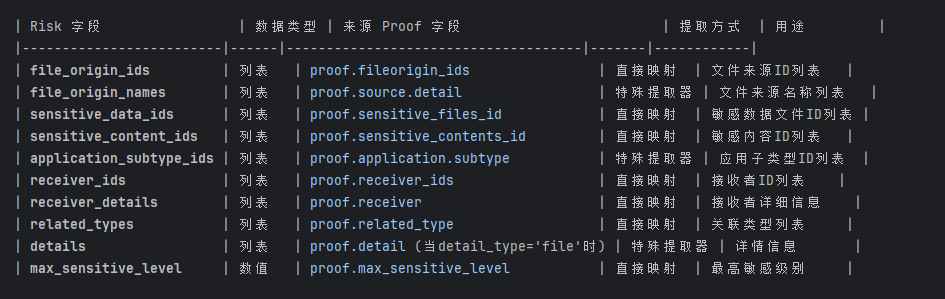 | Risk 字段 | 数据类型 | 来源 Proof 字段 | 提取方式 | 用途 |
|------------------------|------|--------------------------------|-------|------------|
| file_origin_ids | 列表 | proof.fileorigin_ids | 直接映射 | 文件来源ID列表 |
| file_origin_names | 列表 | proof.source.detail | 特殊提取器 | 文件来源名称列表 |
| sensitive_data_ids | 列表 | proof.sensitive_files_id | 直接映射 | 敏感数据文件ID列表 |
| sensitive_content_ids | 列表 | proof.sensitive_contents_id | 直接映射 | 敏感内容ID列表 |
| application_subtype_ids | 列表 | proof.application.subtype | 特殊提取器 | 应用子类型ID列表 |
| receiver_ids | 列表 | proof.receiver_ids | 直接映射 | 接收者ID列表 |
| receiver_details | 列表 | proof.receiver | 直接映射 | 接收者详细信息 |
| related_types | 列表 | proof.related_type | 直接映射 | 关联类型列表 |
| details | 列表 | proof.detail (当detail_type='file'时) | 特殊提取器 | 详情信息 |
| max_sensitive_level | 数值 | proof.max_sensitive_level | 直接映射 | 最高敏感级别 |